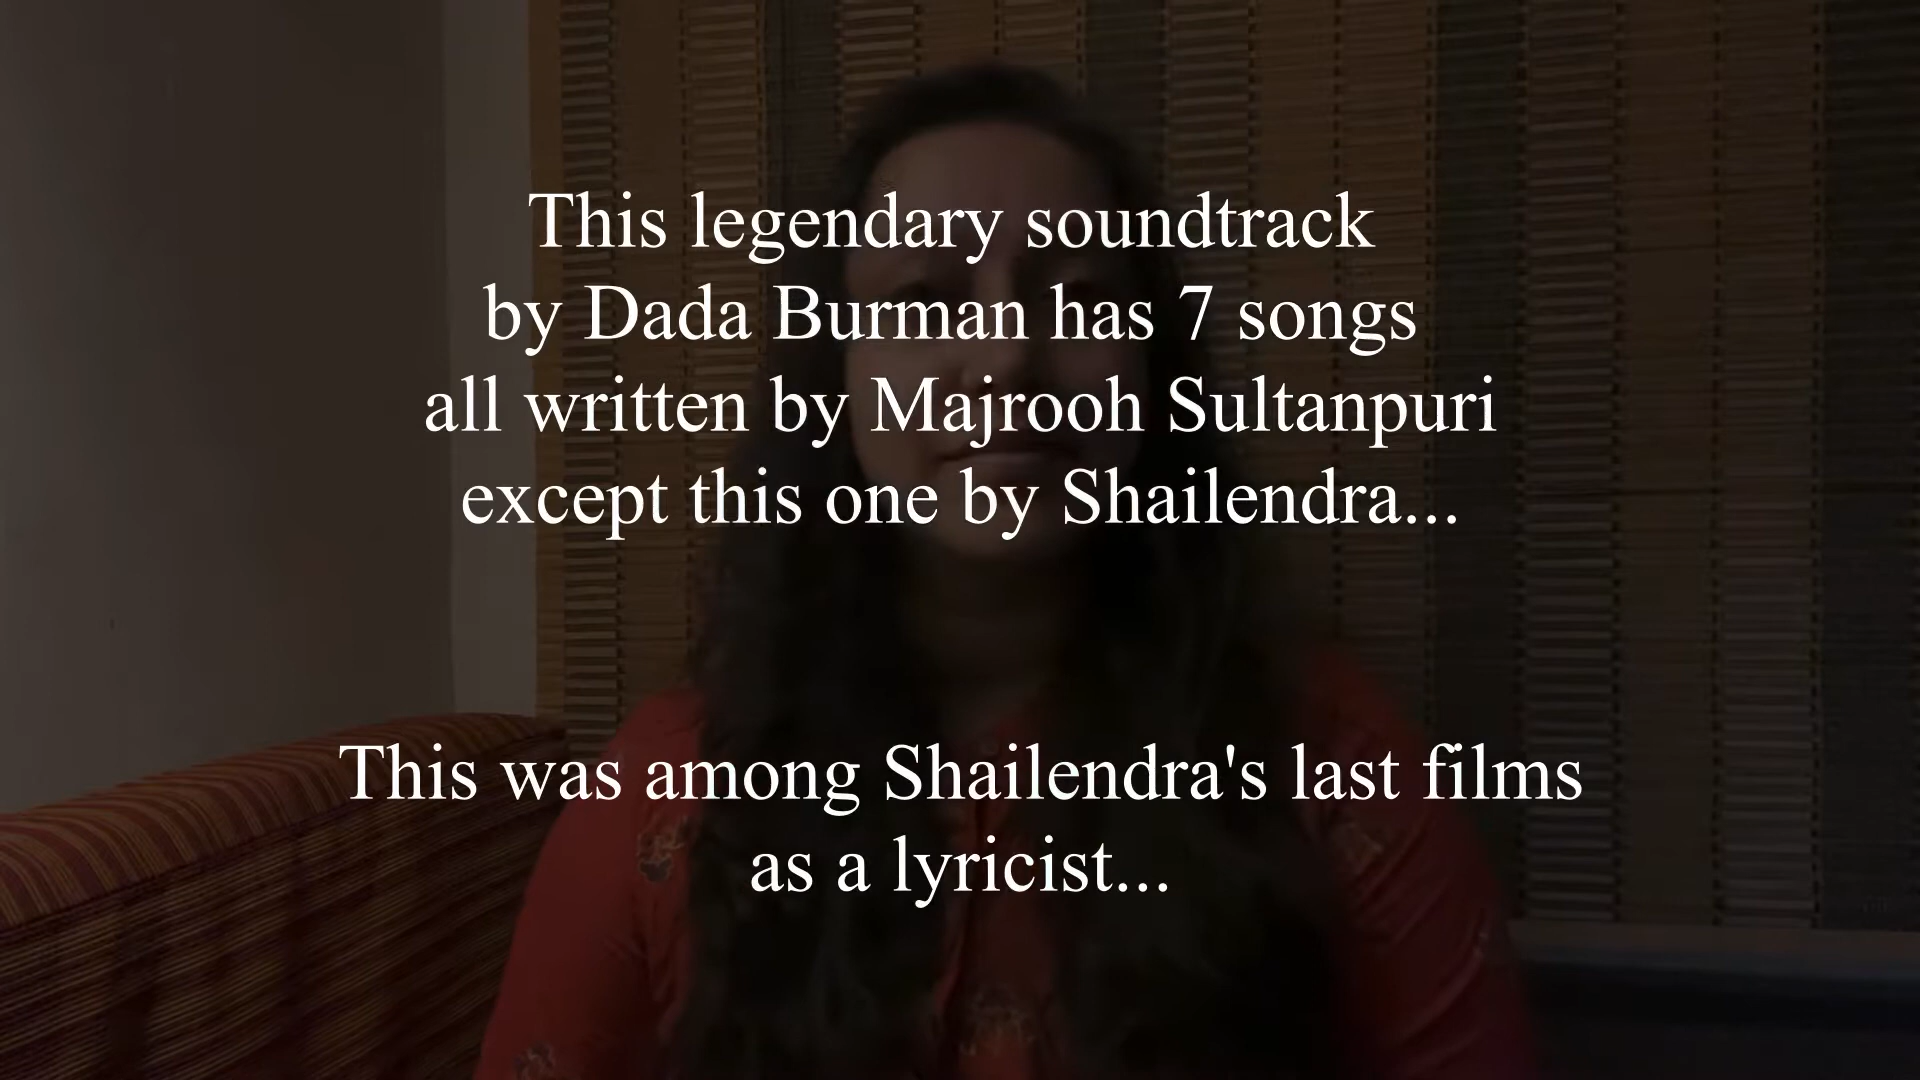 This legendary soundtrack
by Dada Burman has 7 songs
all written by Majrooh Sultanpuri
except this one by Shailendra...
This was among Shailendra's last films
as a lyricist...